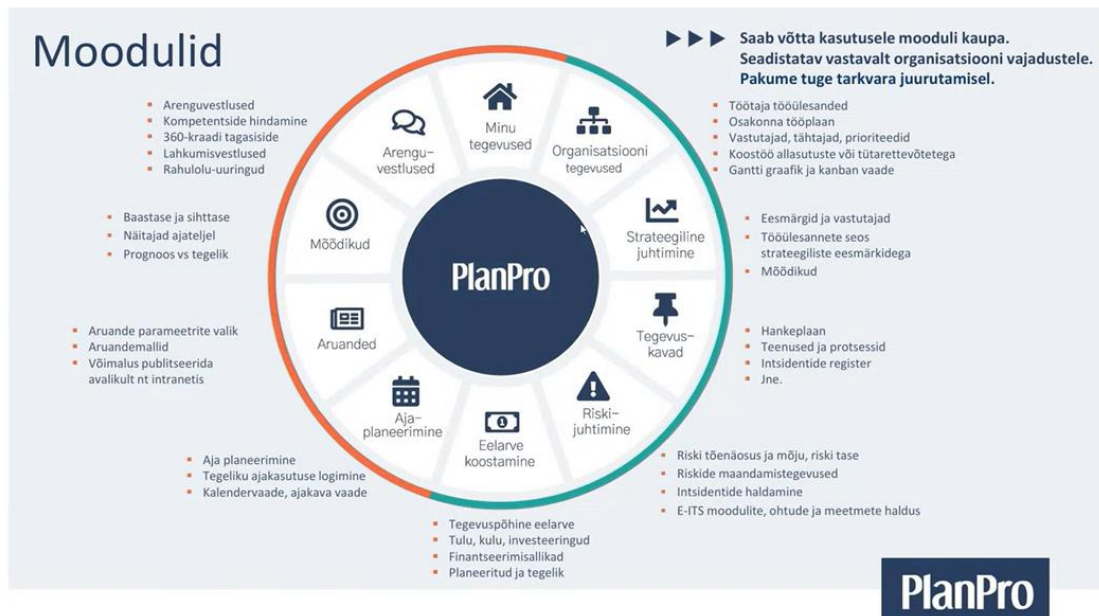 Moodulid
Saab võtta kasutusele mooduli kaupa.
Seadistatav vastavalt organisatsiooni vajadustele.
Pakume tuge tarkvara juurutamisel.
Arenguvestlused
Kompetentside hindamine
360-kraadi tagasiside
Lahkumisvestlused
Rahulolu-uuringud
Baastase ja sihttase
Näitajad ajateljel
Prognoos vs tegelik
Aruande parameetrite valik
Aruandemallid
Võimalus publitseerida
avalikult nt intranetis
Aja planeerimine
Tegeliku ajakasutuse logimine
Kalendervaade, ajakava vaade
Minu
tegevused
Organisatsiooni
tegevused
Strateegiline
juhtimine
Tegevus-
kavad
Riski-
juhtimine
Eelarve
koostamine
Aja-
planeerimine
Aruanded
Mõõdikud
Arengu-
vestlused
PlanPro
Töötaja tööülesanded
Osakonna tööplaan
Vastutajad, tähtajad, prioriteedid
Koostöö allasutuste või tütarettevõtetega
Gantti graafik ja kanban vaade
Eesmärgid ja vastutajad
Tööülesannete seos
strateegiliste eesmärkidega
Mõõdikud
Hankeplaan
Teenused ja protsessid
Intsidentide register
Jne.
Riski tõenäosus ja mõju, riski tase
Riskide maandamistegevused
Intsidentide haldamine
E-ITS moodulite, ohtude ja meetmete haldus
Tegevuspõhine eelarve
Tulu, kulu, investeeringud
Finantseerimisallikad
Planeeritud ja tegelik
PlanPro